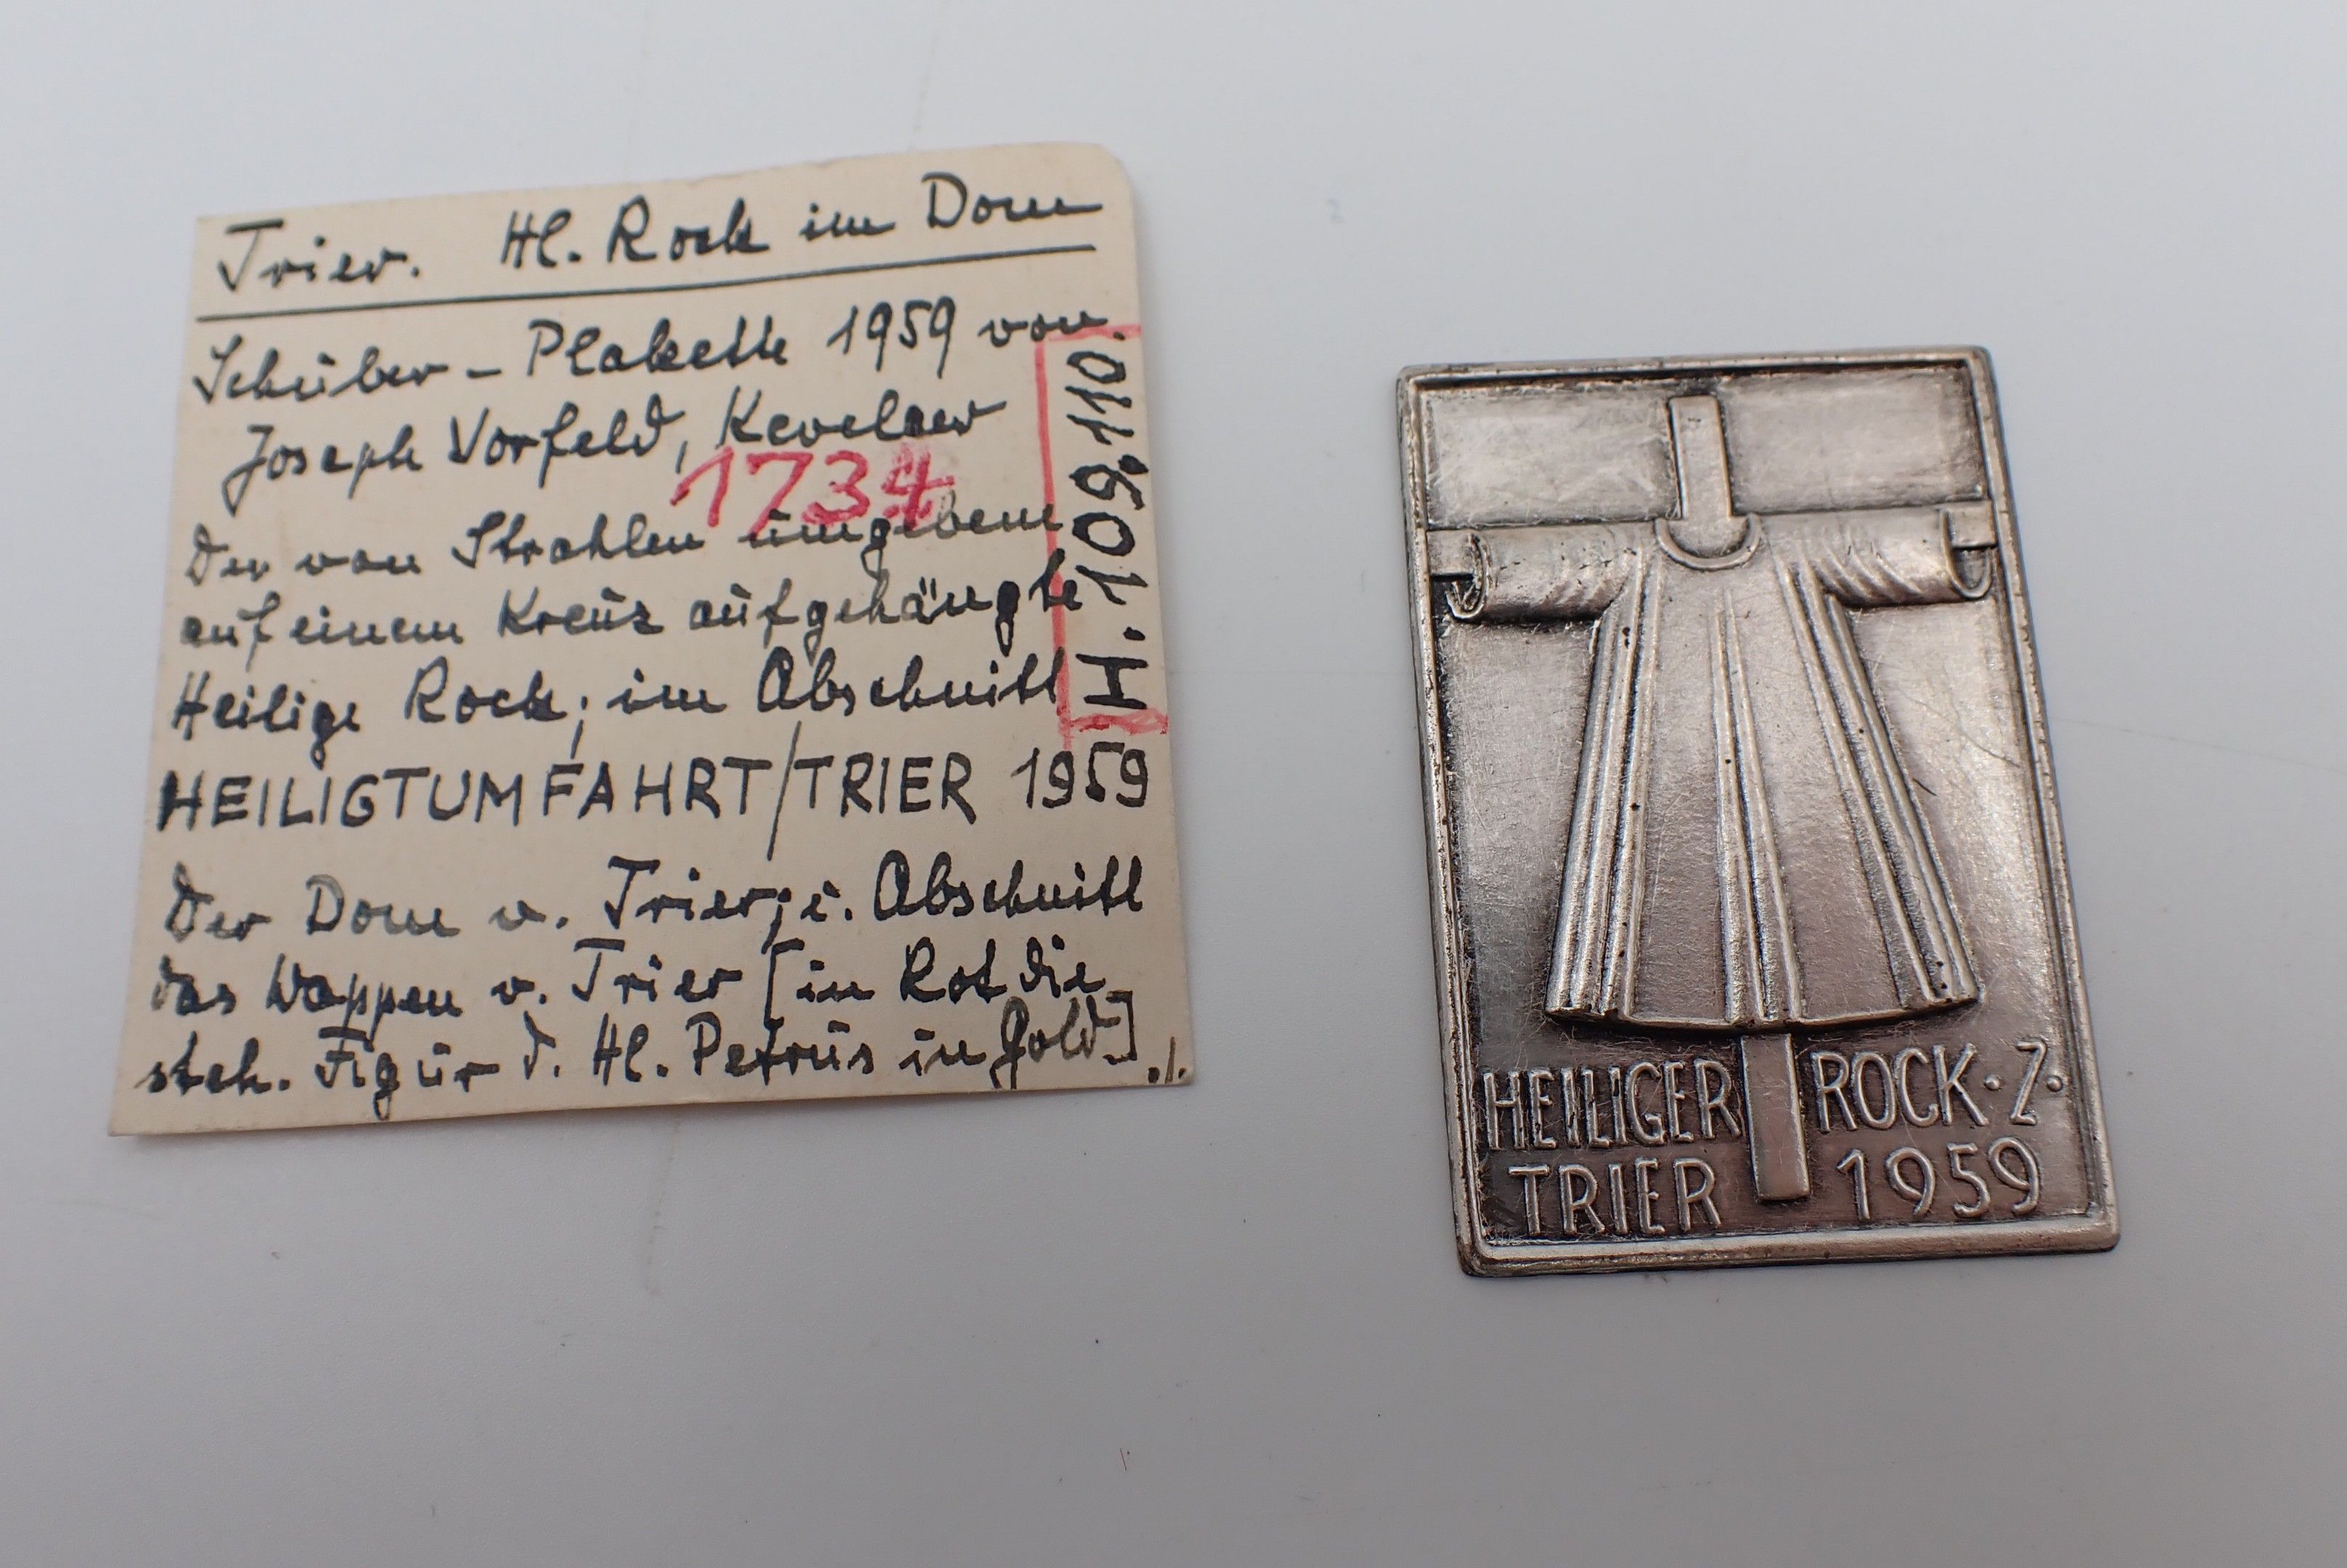 Trier. Hl. Rock im Dom
Schüber - Plakette 1959 von
Joseph Vorfeld, Kevelaer
1734
Der von Strahlen umgebene
auf einem Kreuz aufgehängte
Heilige Rock; im Abschnitt
HEILIGTUMFAHRT/TRIER 1959
Der Dom v. Trier; i. Abschnitt
das Wappen v. Trier [in Rot die
steh. Figur d. Hl. Petrus in Gold]
./.
H. 109.110.
HEILIGER ROCK · Z ·
TRIER 1959